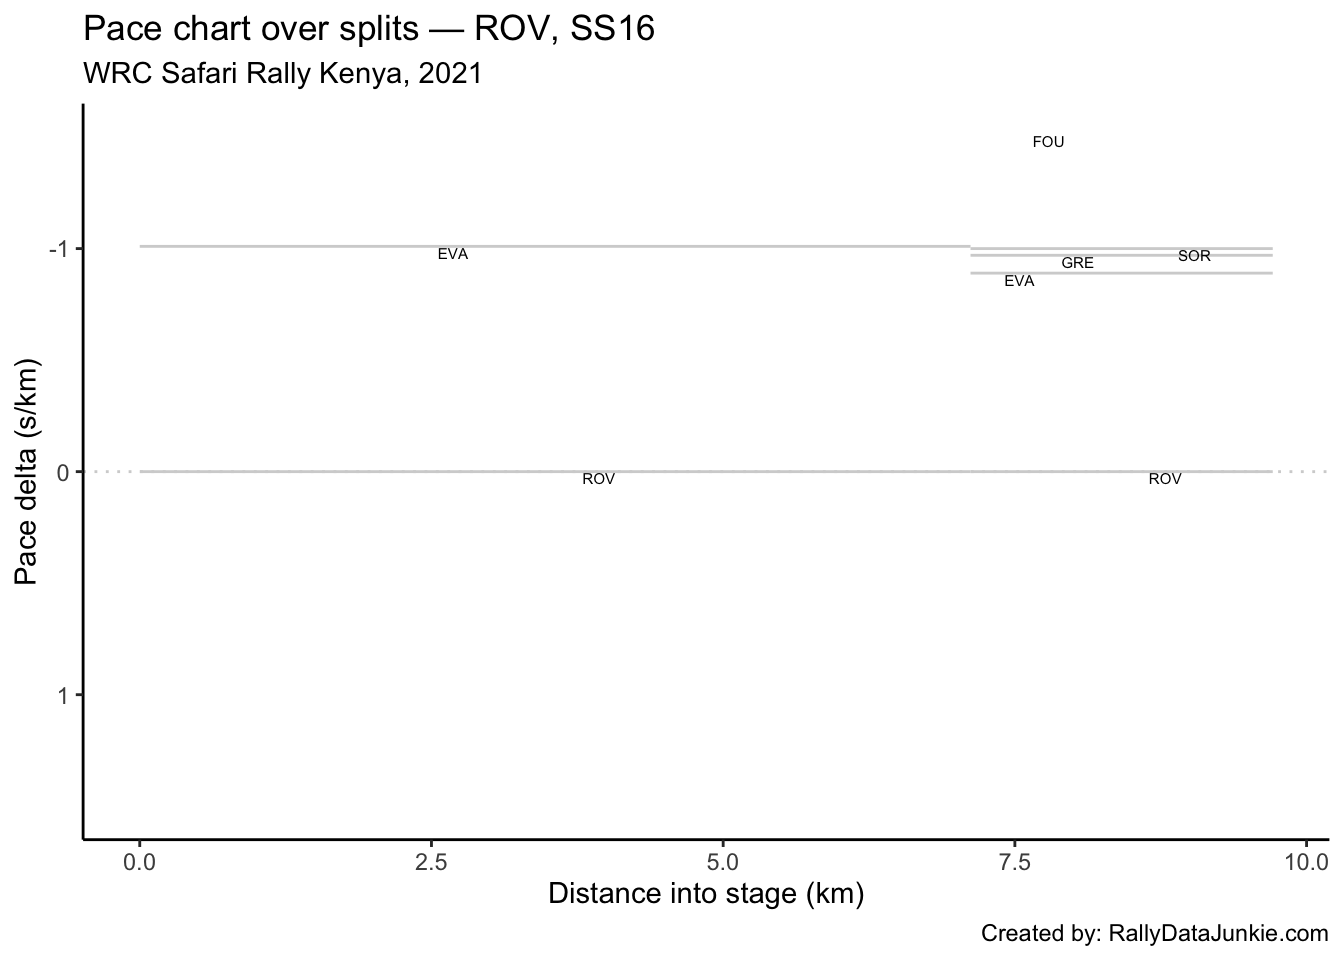 Pace chart over splits — ROV, SS16
WRC Safari Rally Kenya, 2021
FOU
-1
EVA
SOR
GRE
EVA
Pace delta (s/km)
0
ROV
ROV
1
0.0
2.5
5.0
7.5
10.0
Distance into stage (km)
Created by: RallyDataJunkie.com